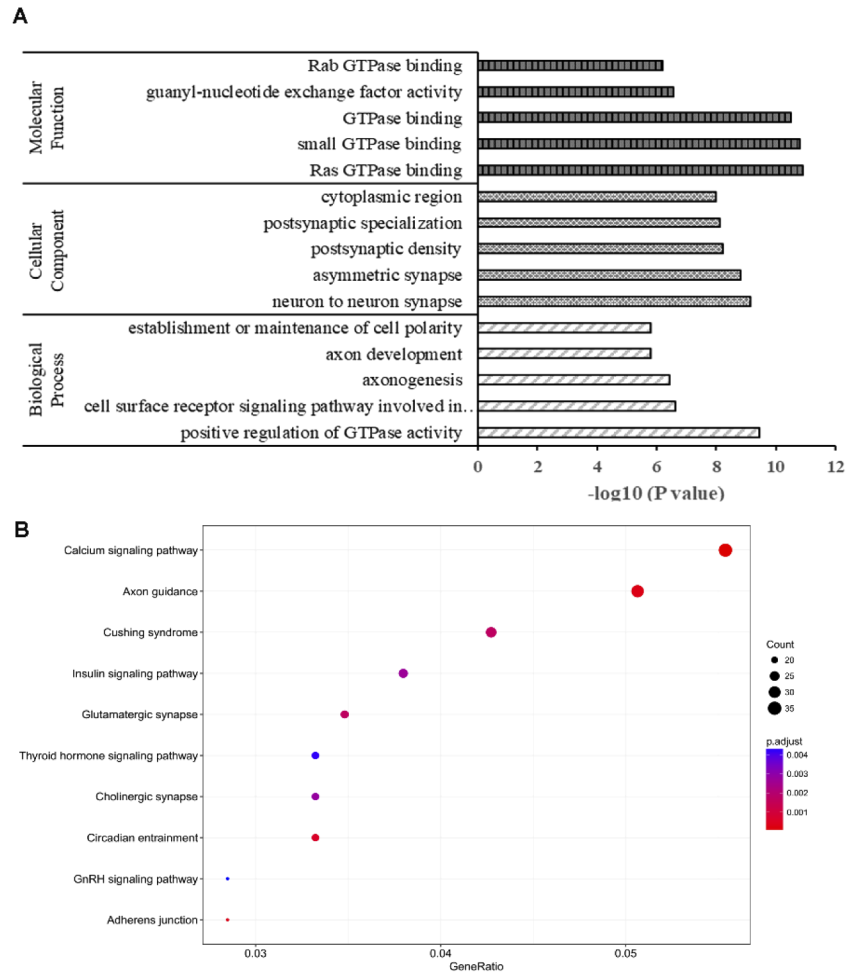 A
Molecular
Function
Rab GTPase binding
guanyl-nucleotide exchange factor activity
GTPase binding
small GTPase binding
Ras GTPase binding
Cellular
Component
cytoplasmic region
postsynaptic specialization
postsynaptic density
asymmetric synapse
neuron to neuron synapse
Biological
Process
establishment or maintenance of cell polarity
axon development
axonogenesis
cell surface receptor signaling pathway involved in..
positive regulation of GTPase activity
0 2 4 6 8 10 12
-log10 (P value)
B
Calcium signaling pathway
Axon guidance
Cushing syndrome
Insulin signaling pathway
Glutamatergic synapse
Thyroid hormone signaling pathway
Cholinergic synapse
Circadian entrainment
GnRH signaling pathway
Adherens junction
0.03 0.04 0.05
GeneRatio
Count
20
25
30
35
p.adjust
0.004
0.003
0.002
0.001